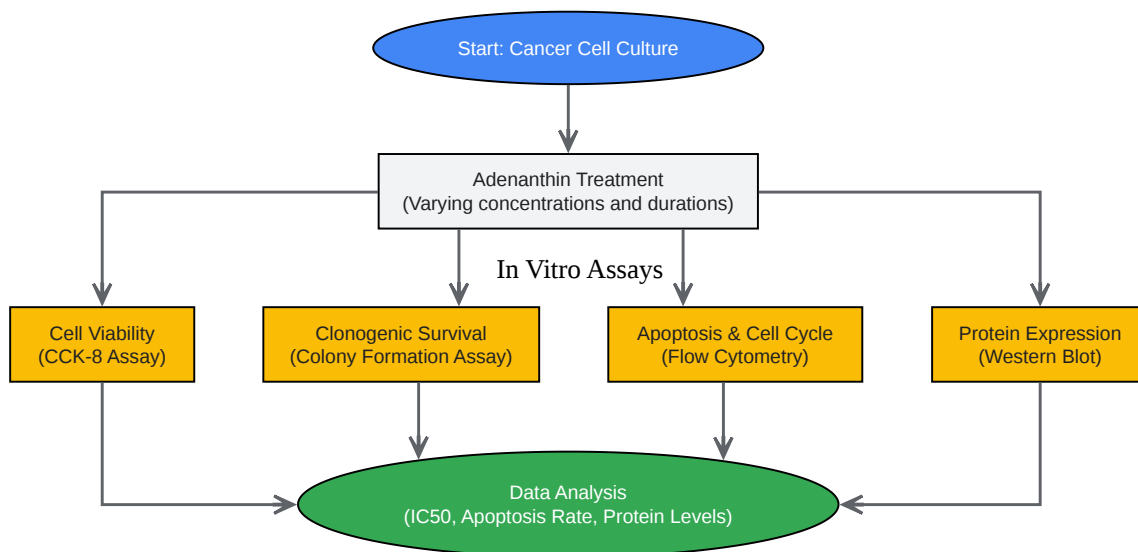 Start: Cancer Cell Culture
Adenanthin Treatment
(Varying concentrations and durations)
In Vitro Assays
Cell Viability
(CCK-8 Assay)
Clonogenic Survival
(Colony Formation Assay)
Apoptosis & Cell Cycle
(Flow Cytometry)
Protein Expression
(Western Blot)
Data Analysis
(IC50, Apoptosis Rate, Protein Levels)